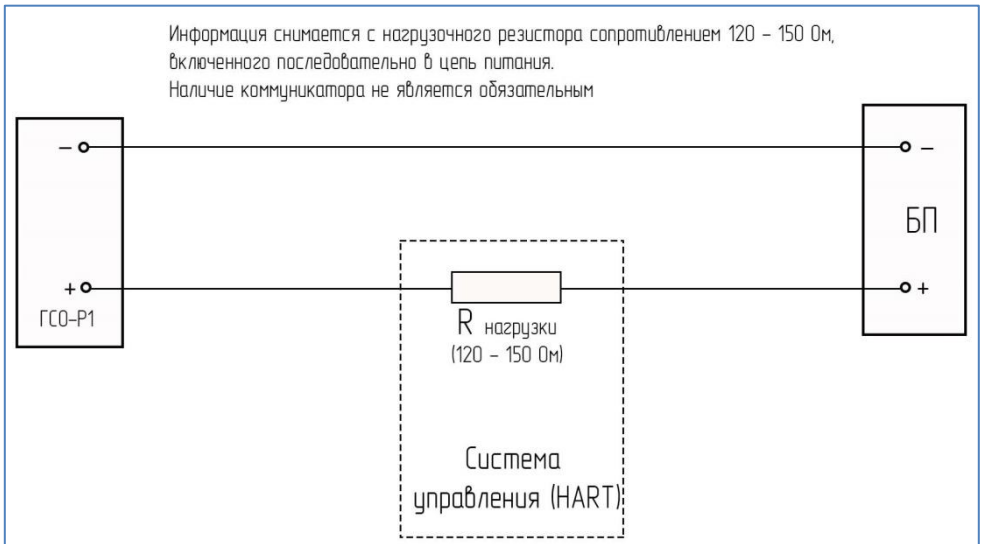 Информация снимается с нагрузочного резистора сопротивлением 120 – 150 Ом,
включенного последовательно в цепь питания.
Наличие коммуникатора не является обязательным
– –
БП
+ +
ГСО-Р1
R нагрузки
(120 – 150 Ом)
Система
управления (HART)